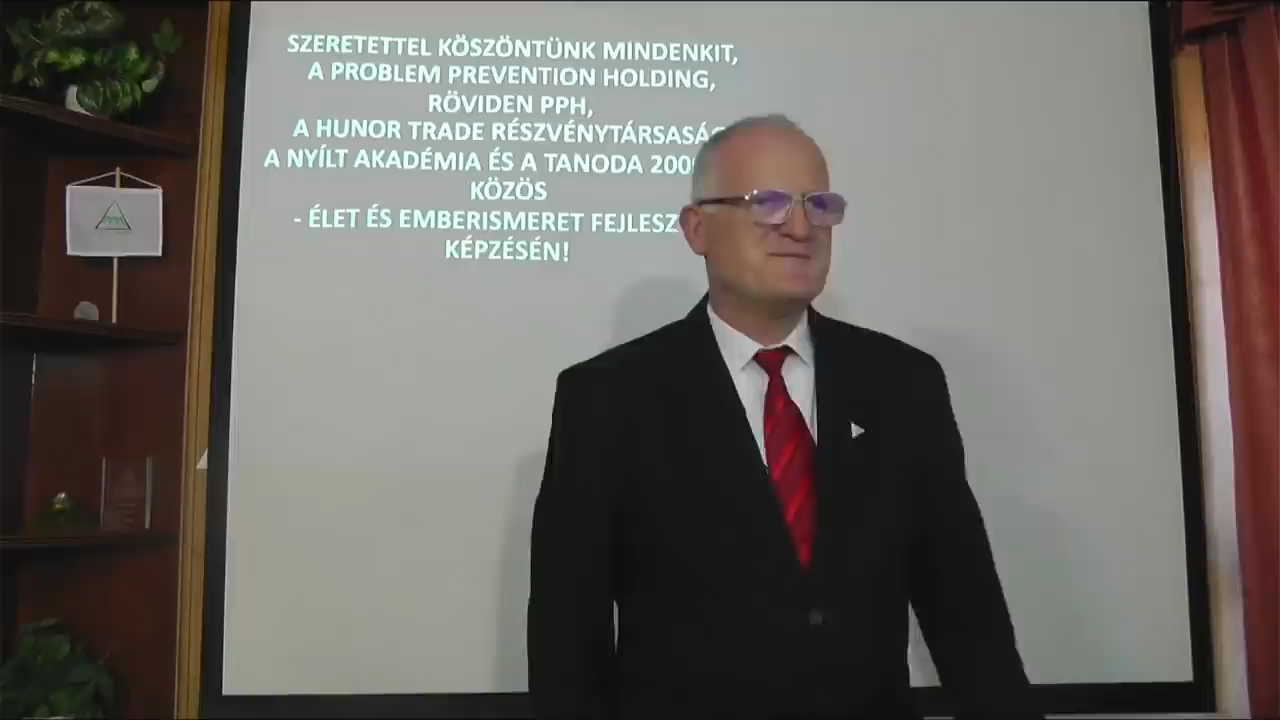 SZERETETTEL KÖSZÖNTÜNK MINDENKIT,
A PROBLEM PREVENTION HOLDING,
RÖVIDEN PPH,
A HUNOR TRADE RÉSZVÉNYTÁRSASÁG
A NYÍLT AKADÉMIA ÉS A TANODA
KÖZÖS
- ÉLET ÉS EMBERISMERET
KÉPZÉSÉN!